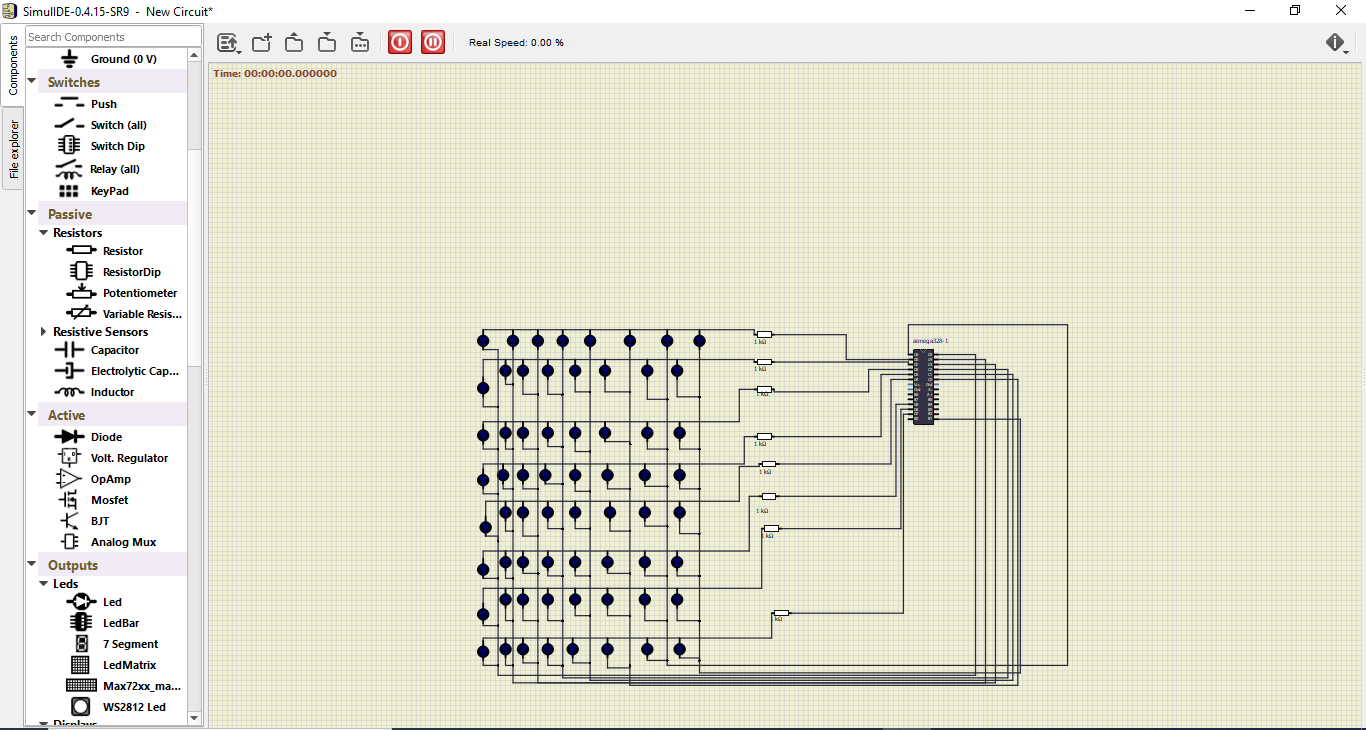 SimulIDE-0.4.15-SR9 - New Circuit*
Components
File explorer
Search Components
Ground (0 V)
Switches
Push
Switch (all)
Switch Dip
Relay (all)
KeyPad
Passive
Resistors
Resistor
ResistorDip
Potentiometer
Variable Resis...
Resistive Sensors
Capacitor
Electrolytic Cap...
Inductor
Active
Diode
Volt. Regulator
OpAmp
Mosfet
BJT
Analog Mux
Outputs
Leds
Led
LedBar
7 Segment
LedMatrix
Max72xx_ma...
WS2812 Led
Displays
Real Speed: 0.00 %
Time: 00:00:00.000000
atmega328-1
1 kΩ
1 kΩ
1 kΩ
1 kΩ
1 kΩ
1 kΩ
1 kΩ
kΩ